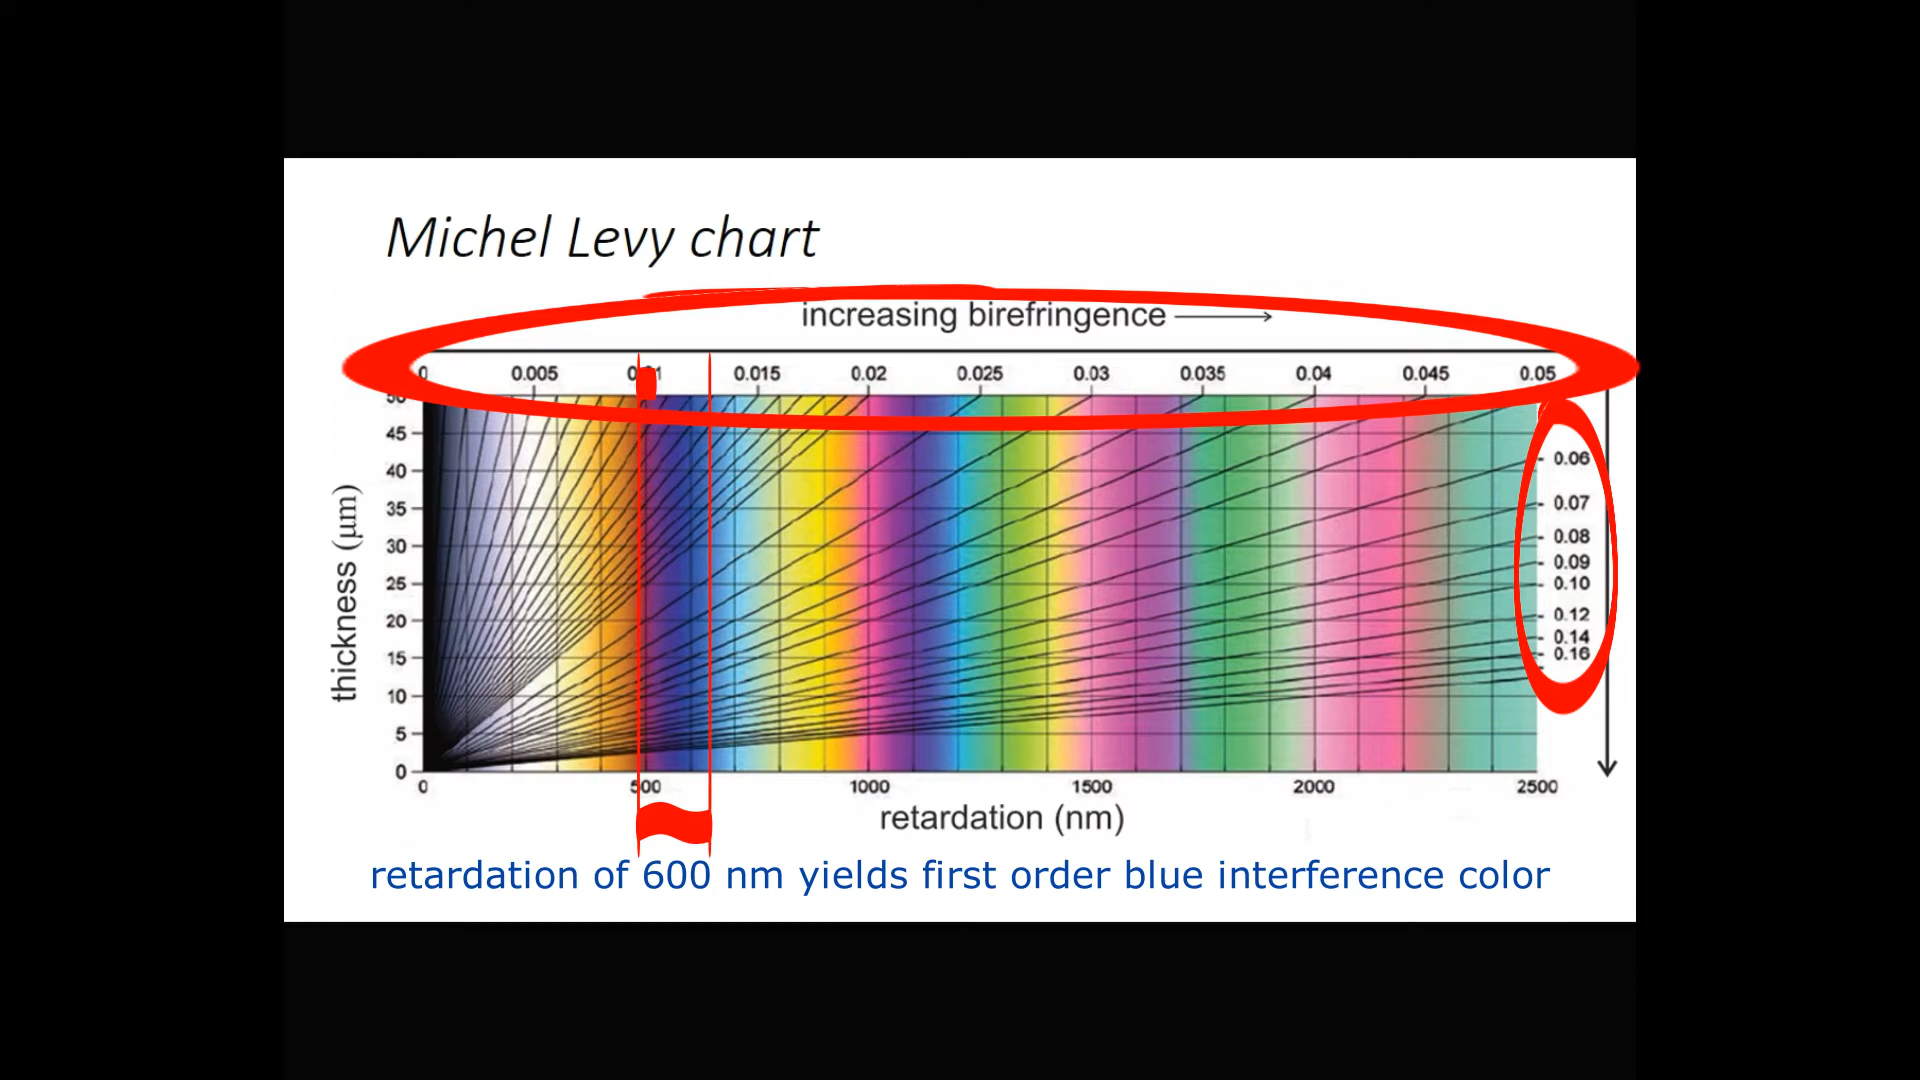 Michel Levy chart
increasing birefringence
0 0.005 0.015 0.02 0.025 0.03 0.035 0.04 0.045 0.05
50
45
40
35
30
25
20
15
10
5
0
thickness (µm)
0.06
0.07
0.08
0.09
0.10
0.12
0.14
0.16
0 500 1000 1500 2000 2500
retardation (nm)
retardation of 600 nm yields first order blue interference color